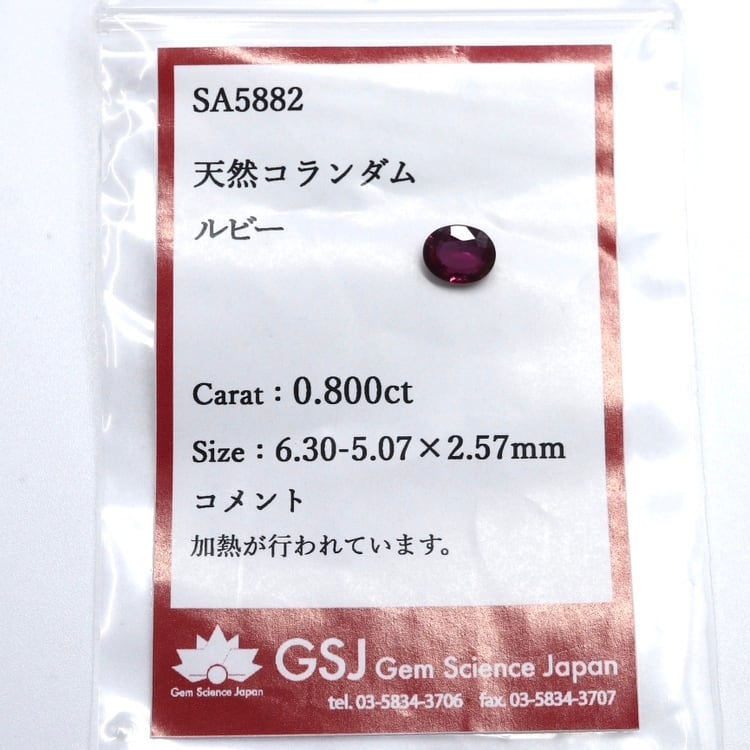 SA5882
天然コランダム
ルビー
Carat：0.800ct
Size：6.30-5.07×2.57mm
コメント
加熱が行われています。
GSJ Gem Science Japan
Gem Science Japan
tel. 03-5834-3706 fax. 03-5834-3707